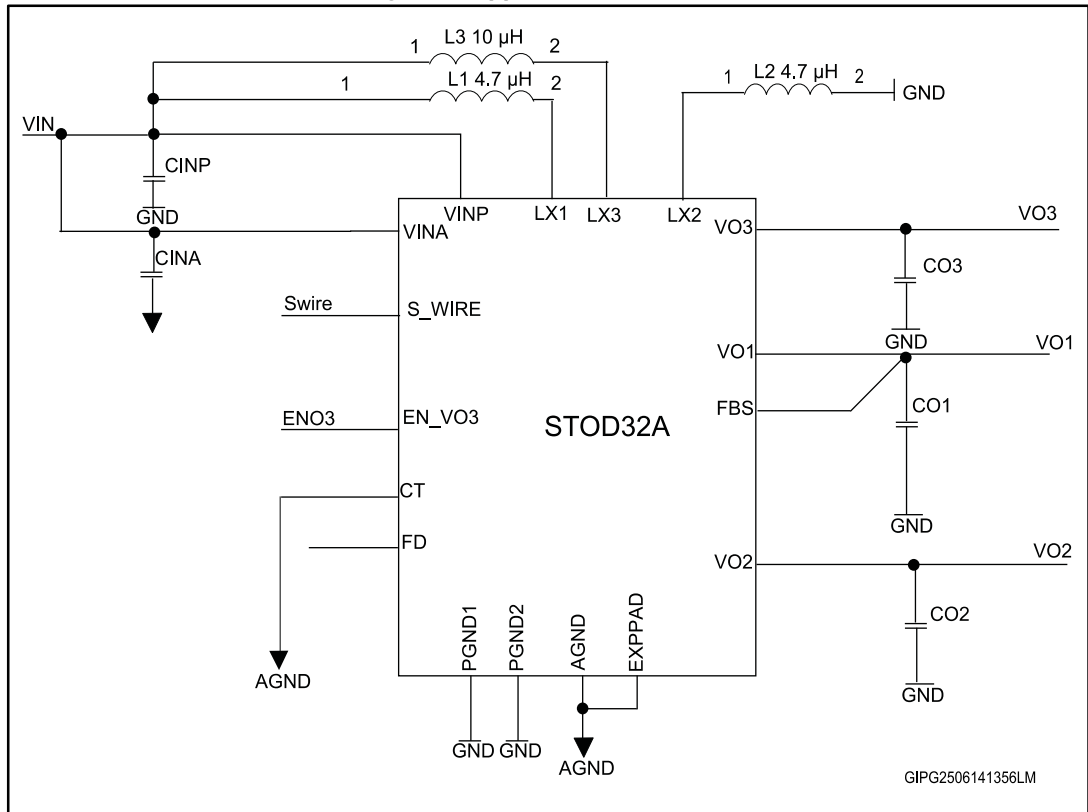 L3 10 µH
1 2
L1 4.7 µH
1 2
L2 4.7 µH
1 2
GND
VIN
CINP
GND
CINA
VINP
LX1
LX3
LX2
VINA
VO3
VO3
CO3
GND
Swire
S_WIRE
VO1
VO1
FBS
CO1
GND
ENO3
EN_VO3
STOD32A
CT
FD
AGND
VO2
VO2
CO2
GND
PGND1
PGND2
AGND
EXPPAD
GND
GND
AGND
GIPG2506141356LM